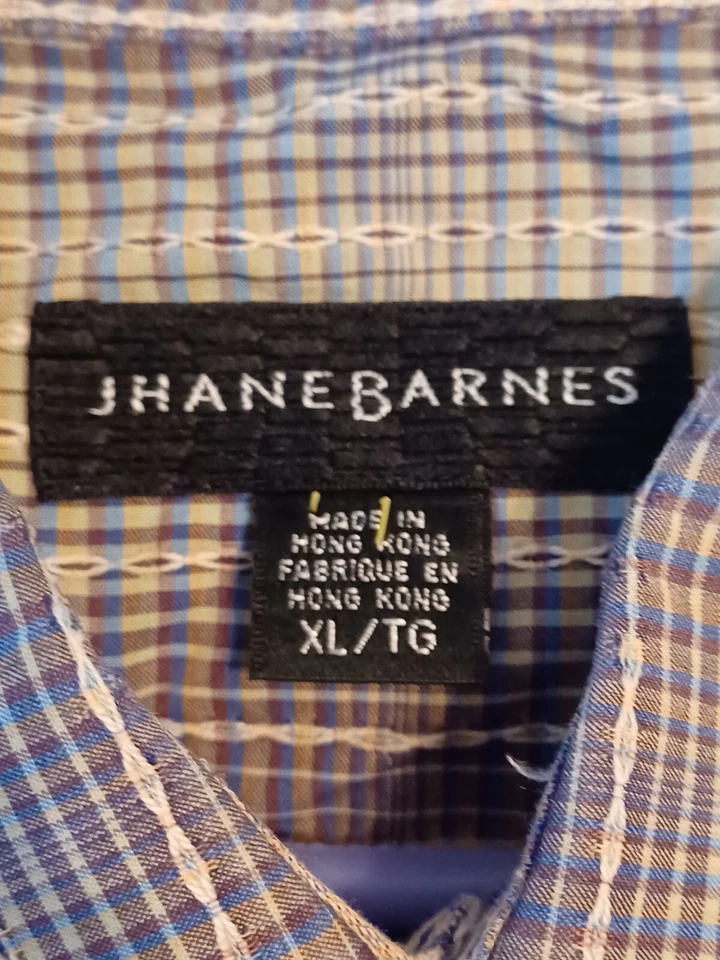 JHANEBARNES
MADE IN
HONG KONG
FABRIQUE EN
HONG KONG
XL/TG